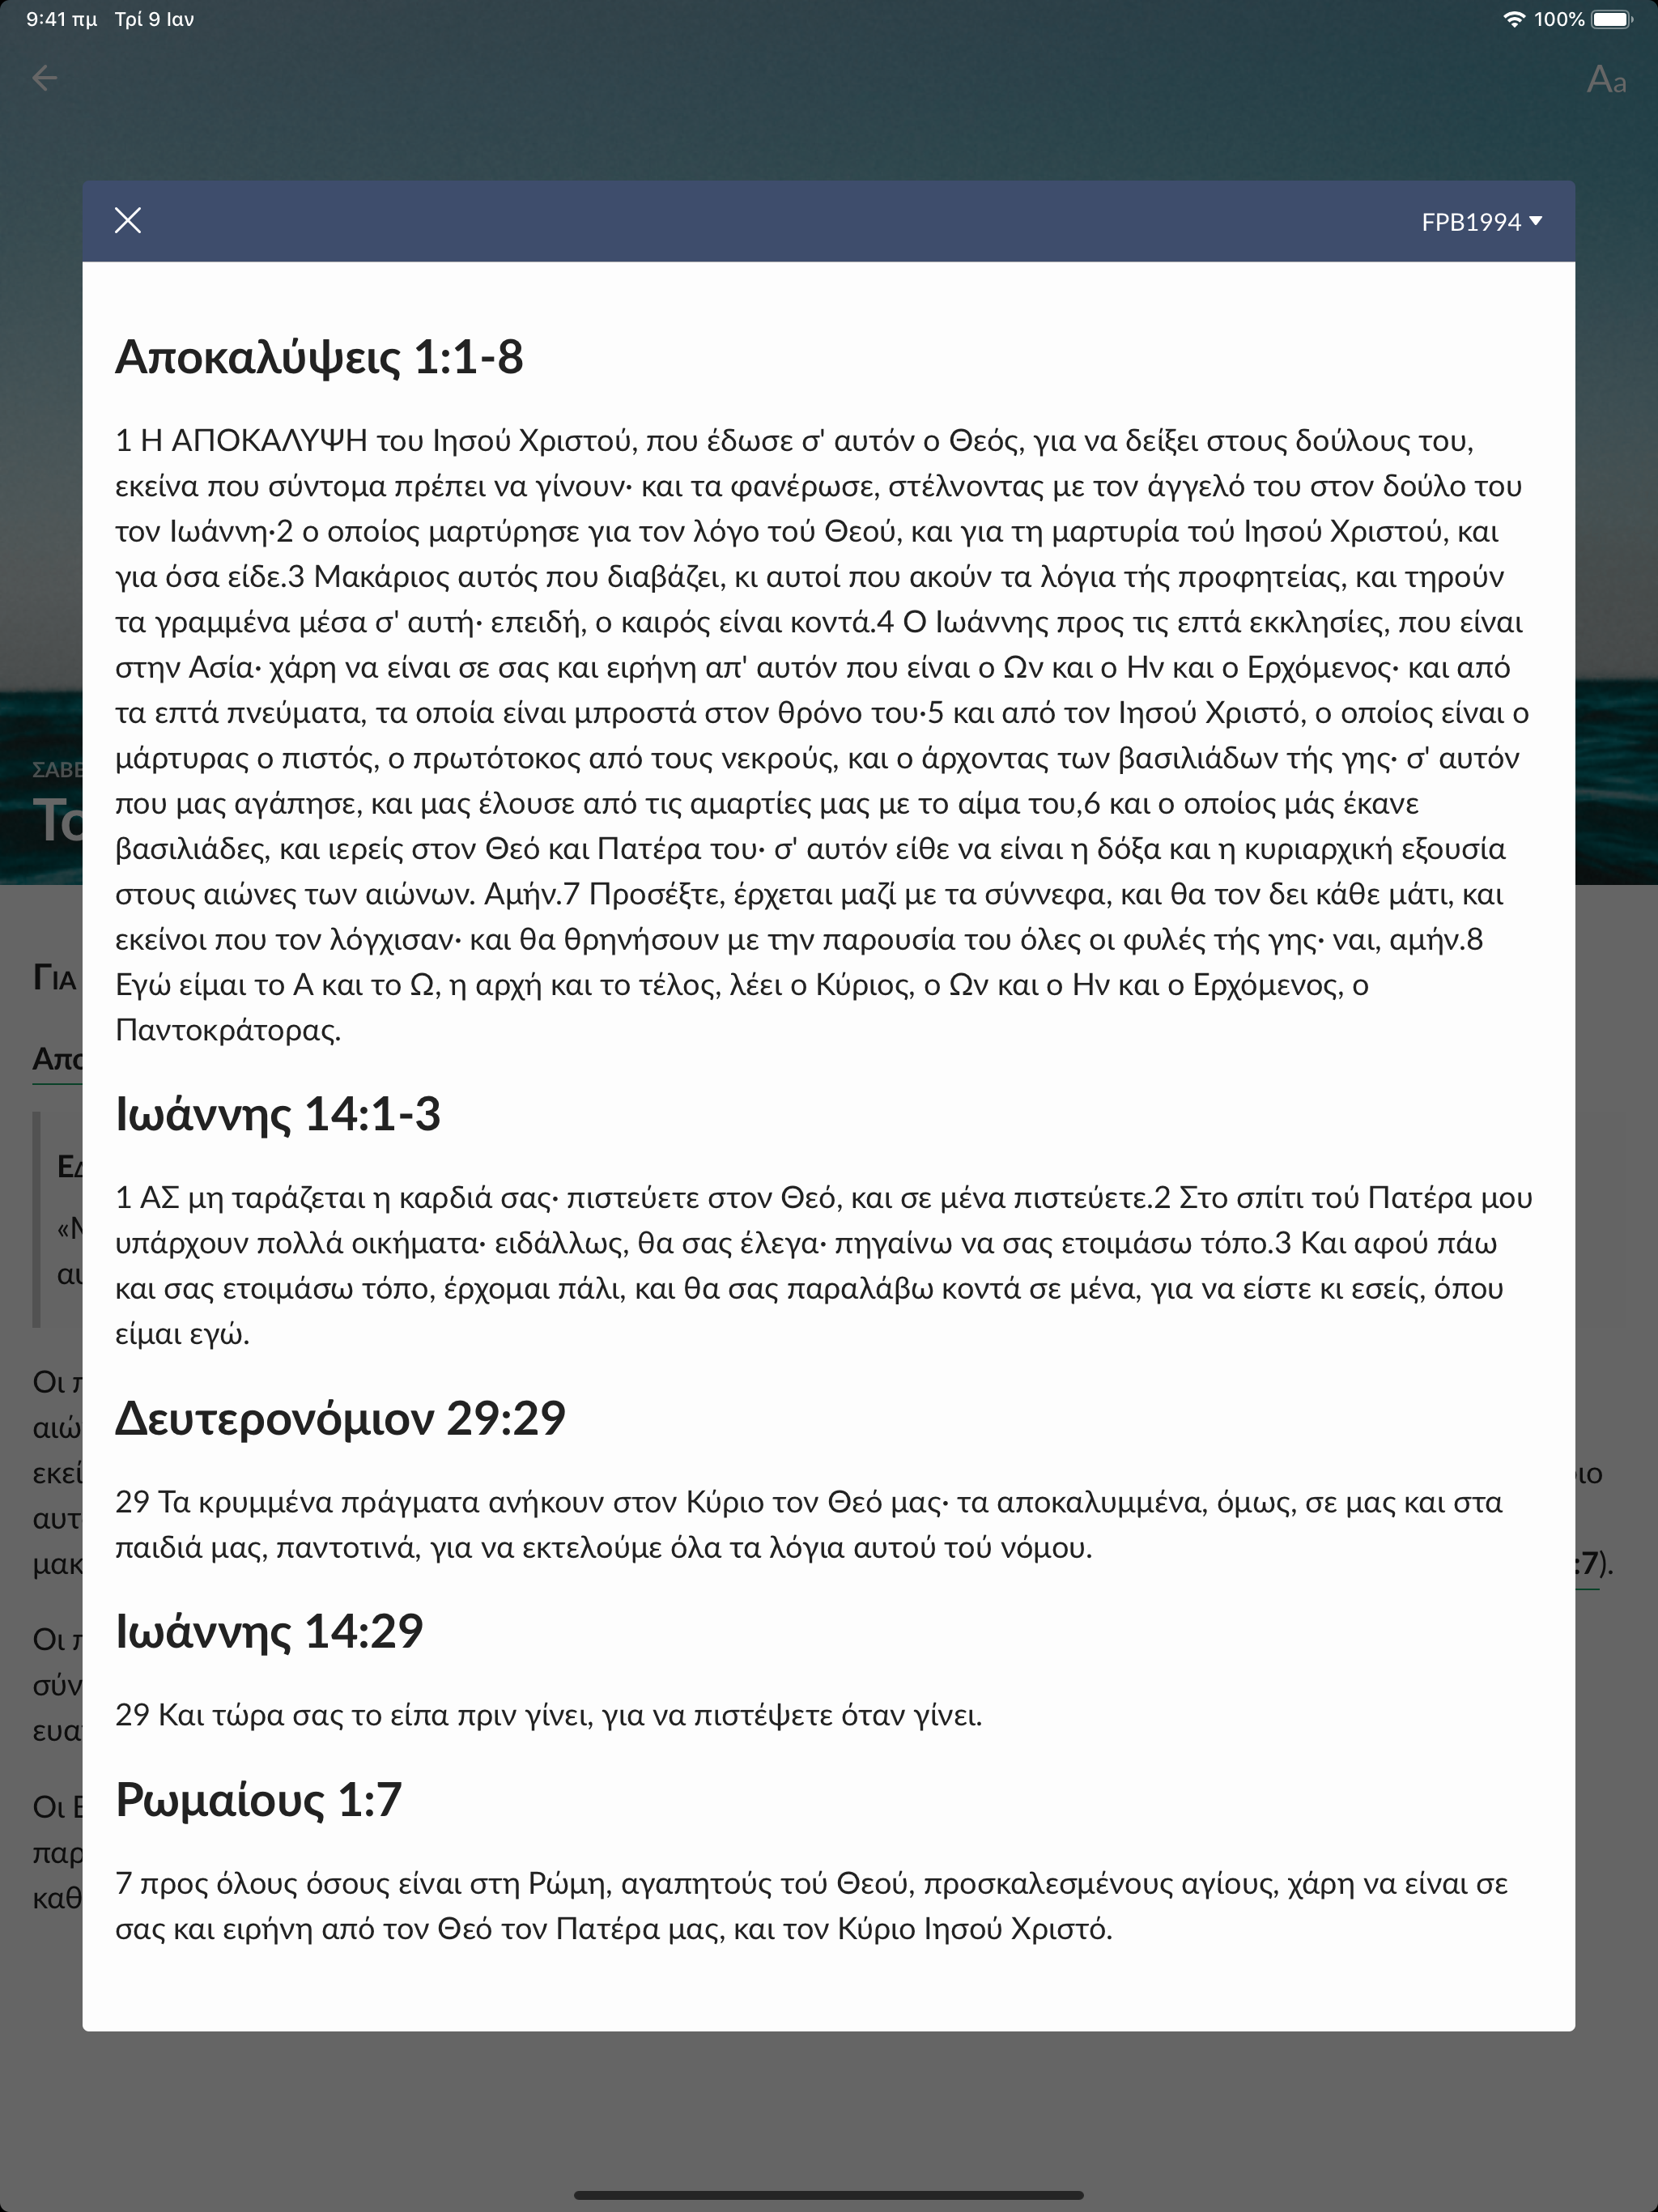 9:41 πμ Τρί 9 Ιαν
100%
Aa
FPB1994
Αποκαλύψεις 1:1-8
1 Η ΑΠΟΚΑΛΥΨΗ του Ιησού Χριστού, που έδωσε σ' αυτόν ο Θεός, για να δείξει στους δούλους του,
εκείνα που σύντομα πρέπει να γίνουν· και τα φανέρωσε, στέλνοντας με τον άγγελό του στον δούλο του
τον Ιωάννη·2 ο οποίος μαρτύρησε για τον λόγο τού Θεού, και για τη μαρτυρία τού Ιησού Χριστού, και
για όσα είδε.3 Μακάριος αυτός που διαβάζει, κι αυτοί που ακούν τα λόγια τής προφητείας, και τηρούν
τα γραμμένα μέσα σ' αυτή· επειδή, ο καιρός είναι κοντά.4 Ο Ιωάννης προς τις επτά εκκλησίες, που είναι
στην Ασία· χάρη να είναι σε σας και ειρήνη απ' αυτόν που είναι ο Ων και ο Ην και ο Ερχόμενος· και από
τα επτά πνεύματα, τα οποία είναι μπροστά στον θρόνο του·5 και από τον Ιησού Χριστό, ο οποίος είναι ο
μάρτυρας ο πιστός, ο πρωτότοκος από τους νεκρούς, και ο άρχοντας των βασιλιάδων τής γης· σ' αυτόν
που μας αγάπησε, και μας έλουσε από τις αμαρτίες μας με το αίμα του,6 και ο οποίος μάς έκανε
βασιλιάδες, και ιερείς στον Θεό και Πατέρα του· σ' αυτόν είθε να είναι η δόξα και η κυριαρχική εξουσία
στους αιώνες των αιώνων. Αμήν.7 Προσέξτε, έρχεται μαζί με τα σύννεφα, και θα τον δει κάθε μάτι, και
εκείνοι που τον λόγχισαν· και θα θρηνήσουν με την παρουσία του όλες οι φυλές τής γης· ναι, αμήν.8
Εγώ είμαι το Α και το Ω, η αρχή και το τέλος, λέει ο Κύριος, ο Ων και ο Ην και ο Ερχόμενος, ο
Παντοκράτορας.
Ιωάννης 14:1-3
1 ΑΣ μη ταράζεται η καρδιά σας· πιστεύετε στον Θεό, και σε μένα πιστεύετε.2 Στο σπίτι τού Πατέρα μου
υπάρχουν πολλά οικήματα· ειδάλλως, θα σας έλεγα· πηγαίνω να σας ετοιμάσω τόπο.3 Και αφού πάω
και σας ετοιμάσω τόπο, έρχομαι πάλι, και θα σας παραλάβω κοντά σε μένα, για να είστε κι εσείς, όπου
είμαι εγώ.
Δευτερονόμιον 29:29
29 Τα κρυμμένα πράγματα ανήκουν στον Κύριο τον Θεό μας· τα αποκαλυμμένα, όμως, σε μας και στα
παιδιά μας, παντοτινά, για να εκτελούμε όλα τα λόγια αυτού τού νόμου.
Ιωάννης 14:29
29 Και τώρα σας το είπα πριν γίνει, για να πιστέψετε όταν γίνει.
Ρωμαίους 1:7
7 προς όλους όσους είναι στη Ρώμη, αγαπητούς τού Θεού, προσκαλεσμένους αγίους, χάρη να είναι σε
σας και ειρήνη από τον Θεό τον Πατέρα μας, και τον Κύριο Ιησού Χριστό.